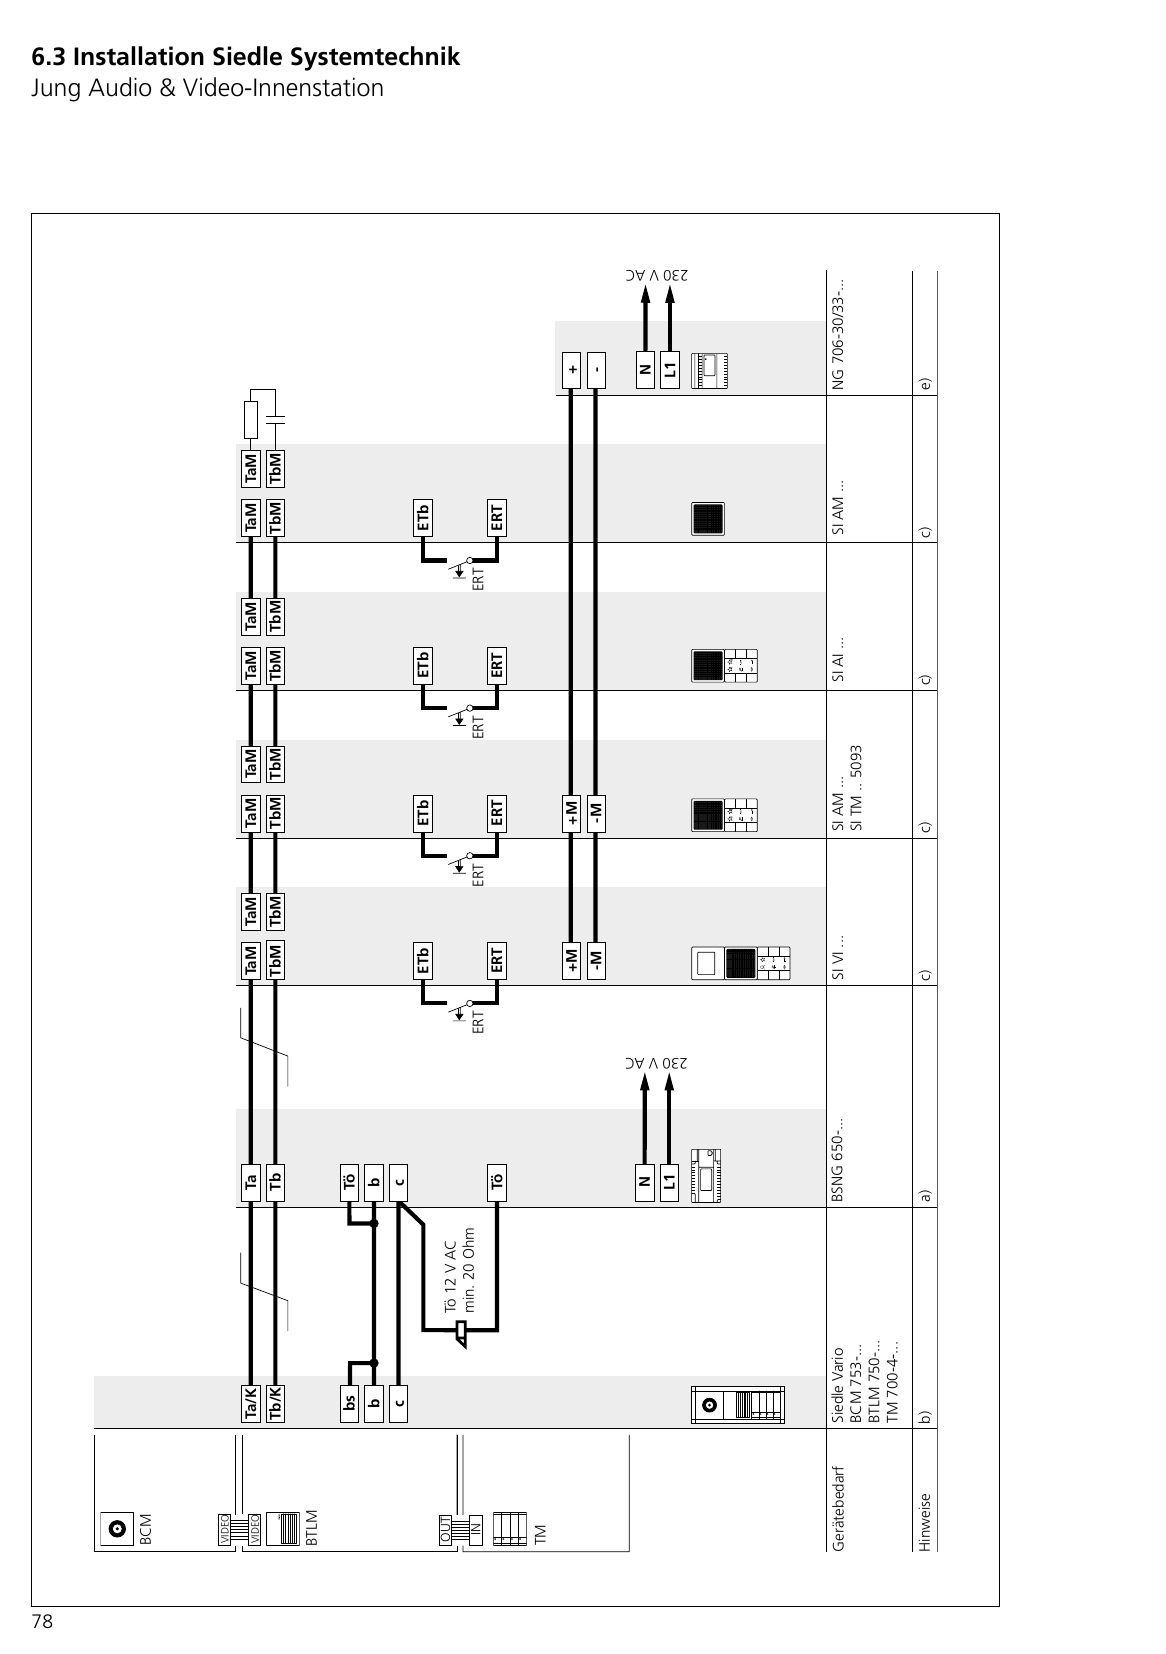 6.3 Installation Siedle Systemtechnik
Jung Audio & Video-Innenstation
BCM
VIDEO
VIDEO
BTLM
OUT
IN
TM
Gerätebedarf
Hinweise
Ta/K
Tb/K
bs
b
c
Siedle Vario
BCM 753-...
BTLM 750-...
TM 700-4-...
b)
Tö 12 V AC
min. 20 Ohm
Ta
Tb
Tö
b
c
Tö
N
L1
230 V AC
BSNG 650-...
a)
ERT
TaM
TbM
TaM
TbM
ETb
ERT
+M
-M
SI VI ...
c)
ERT
TaM
TbM
TaM
TbM
ETb
ERT
+M
-M
SI AM ...
SI TM .. 5093
c)
ERT
TaM
TbM
TaM
TbM
ETb
ERT
SI AI ...
c)
ERT
TaM
TbM
TaM
TbM
ETb
ERT
SI AM ...
c)
+
-
N
L1
230 V AC
NG 706-30/33-...
e)
78